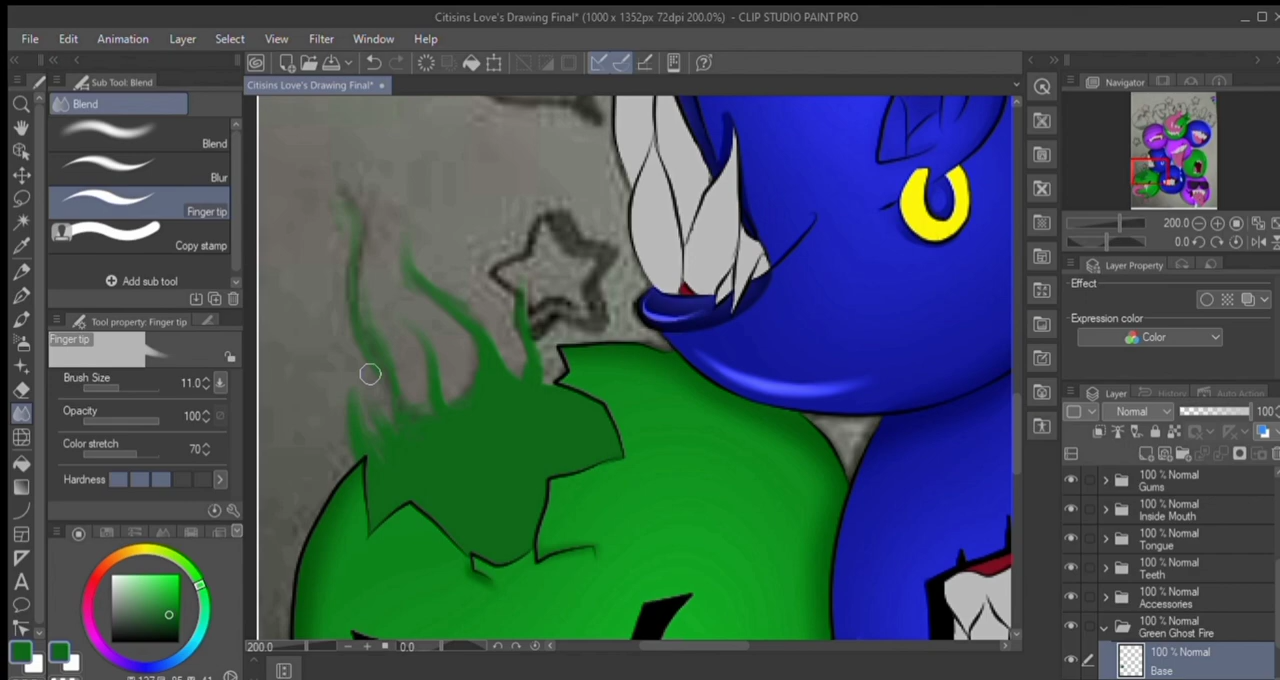 Citisins Love's Drawing Final* (1000 x 1352px 72dpi 200.0%) - CLIP STUDIO PAINT PRO
File Edit Animation Layer Select View Filter Window Help
Sub Tool: Blend
Blend
Blend
Blur
Finger tip
Copy stamp
Add sub tool
Tool property: Finger tip
Finger tip
Brush Size 11.0
Opacity 100
Color stretch 70
Hardness
Citisins Love's Drawing Final*
200.0 0.0
Navigator
200.0
0.0
Layer Property
Effect
Expression color
Color
Layer History Auto Action
Normal 100
100 % Normal
Gums
100 % Normal
Inside Mouth
100 % Normal
Tongue
100 % Normal
Teeth
100 % Normal
Accessories
100 % Normal
Green Ghost Fire
100 % Normal
Base